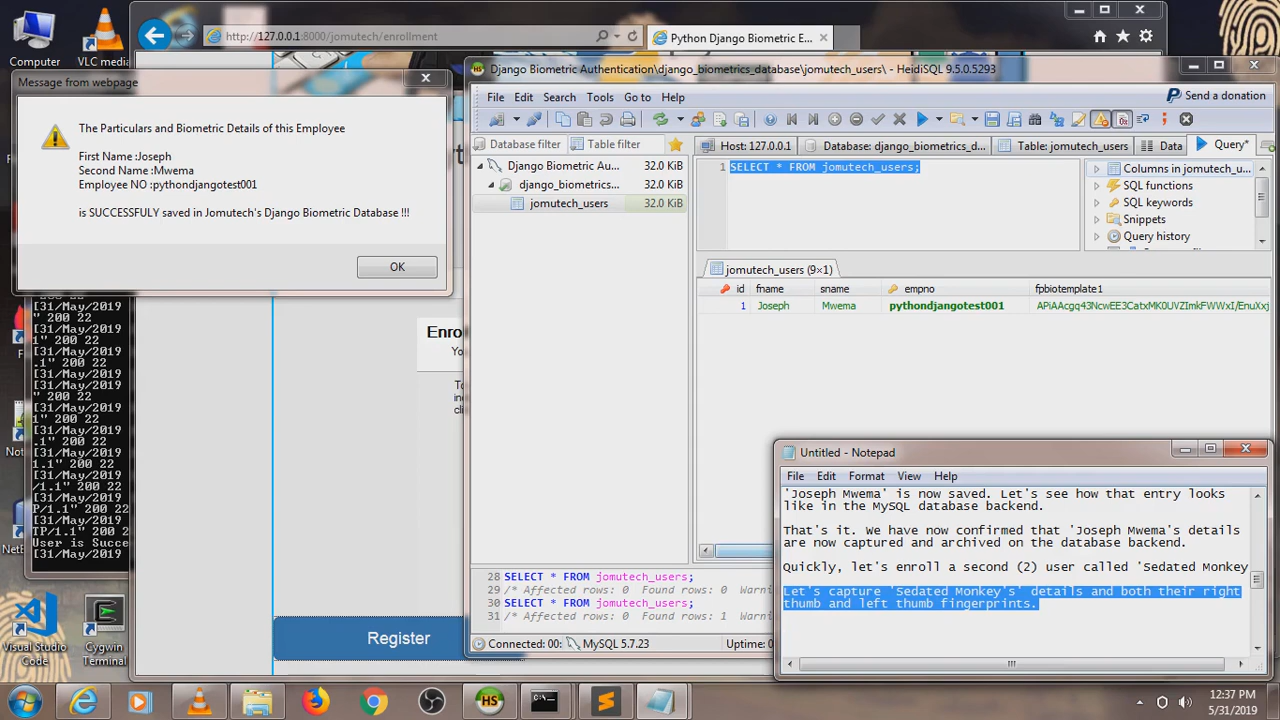 Computer
VLC media
http://127.0.0.1:8000/jomutech/enrollment
Python Django Biometric E...
Message from webpage
The Particulars and Biometric Details of this Employee
First Name :Joseph
Second Name :Mwema
Employee NO :pythondjangotest001
is SUCCESSFULY saved in Jomutech's Django Biometric Database !!!
OK
Django Biometric Authentication\django_biometrics_database\jomutech_users\ - HeidiSQL 9.5.0.5293
File Edit Search Tools Go to Help
Send a donation
Database filter
Table filter
Host: 127.0.0.1
Database: django_biometrics_d...
Table: jomutech_users
Data
Query*
Django Biometric Au... 32.0 KiB
django_biometrics... 32.0 KiB
jomutech_users 32.0 KiB
1 SELECT * FROM jomutech_users;
Columns in jomutech_u...
SQL functions
SQL keywords
Snippets
Query history
jomutech_users (9×1)
id fname sname empno fpbiotemplate1
1 Joseph Mwema pythondjangotest001 APiAAcgq43NcwEE3CatxMK0UVZImkFWWxI/EnuXxj
[31/May/2019
" 200 22
[31/May/2019
1" 200 22
[31/May/2019
.1" 200 22
[31/May/2019
" 200 22
[31/May/2019
1" 200 22
[31/May/2019
.1" 200 22
[31/May/2019
1.1" 200 22
[31/May/2019
/1.1" 200 22
[31/May/2019
P/1.1" 200 22
[31/May/2019
TP/1.1" 200 2
User is Succe
[31/May/2019
Enro
Yo
To
in
cli
Register
28 SELECT * FROM jomutech_users;
29 /* Affected rows: 0 Found rows: 0 Warn
30 SELECT * FROM jomutech_users;
31 /* Affected rows: 0 Found rows: 1 Warn
Connected: 00:
MySQL 5.7.23
Uptime: 0
Untitled - Notepad
File Edit Format View Help
'Joseph Mwema' is now saved. Let's see how that entry looks
like in the MySQL database backend.
That's it. We have now confirmed that 'Joseph Mwema's details
are now captured and archived on the database backend.
Quickly, let's enroll a second (2) user called 'Sedated Monkey
Let's capture 'Sedated Monkey's' details and both their right
thumb and left thumb fingerprints.
Not
NetB
Visual Studio
Code
Cygwin
Terminal
12:37 PM
5/31/2019